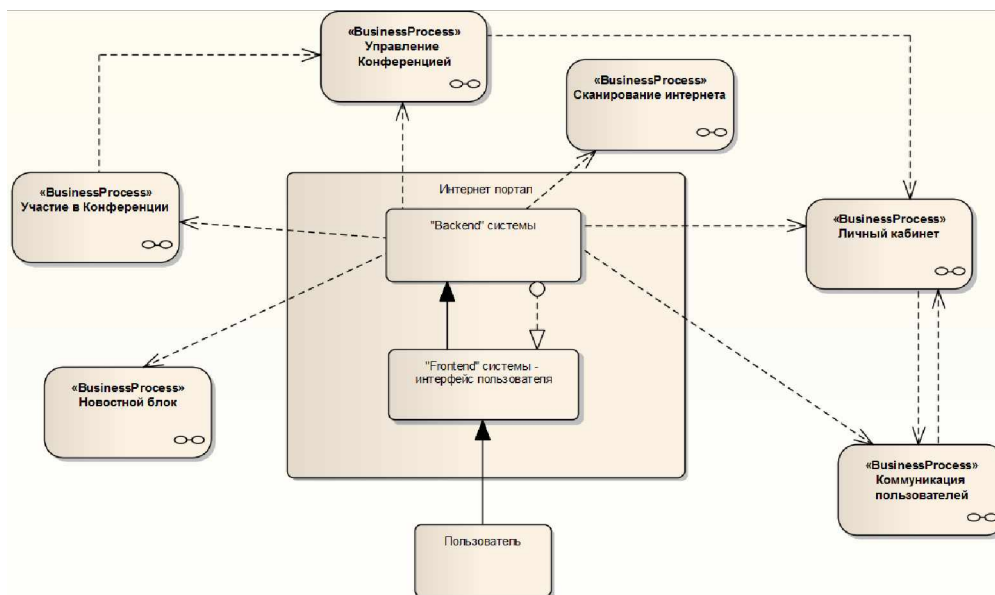 «BusinessProcess»
Управление
Конференцией
«BusinessProcess»
Сканирование интернета
«BusinessProcess»
Участие в Конференции
Интернет портал
"Backend" системы
«BusinessProcess»
Личный кабинет
"Frontend" системы -
интерфейс пользователя
«BusinessProcess»
Новостной блок
«BusinessProcess»
Коммуникация
пользователей
Пользователь